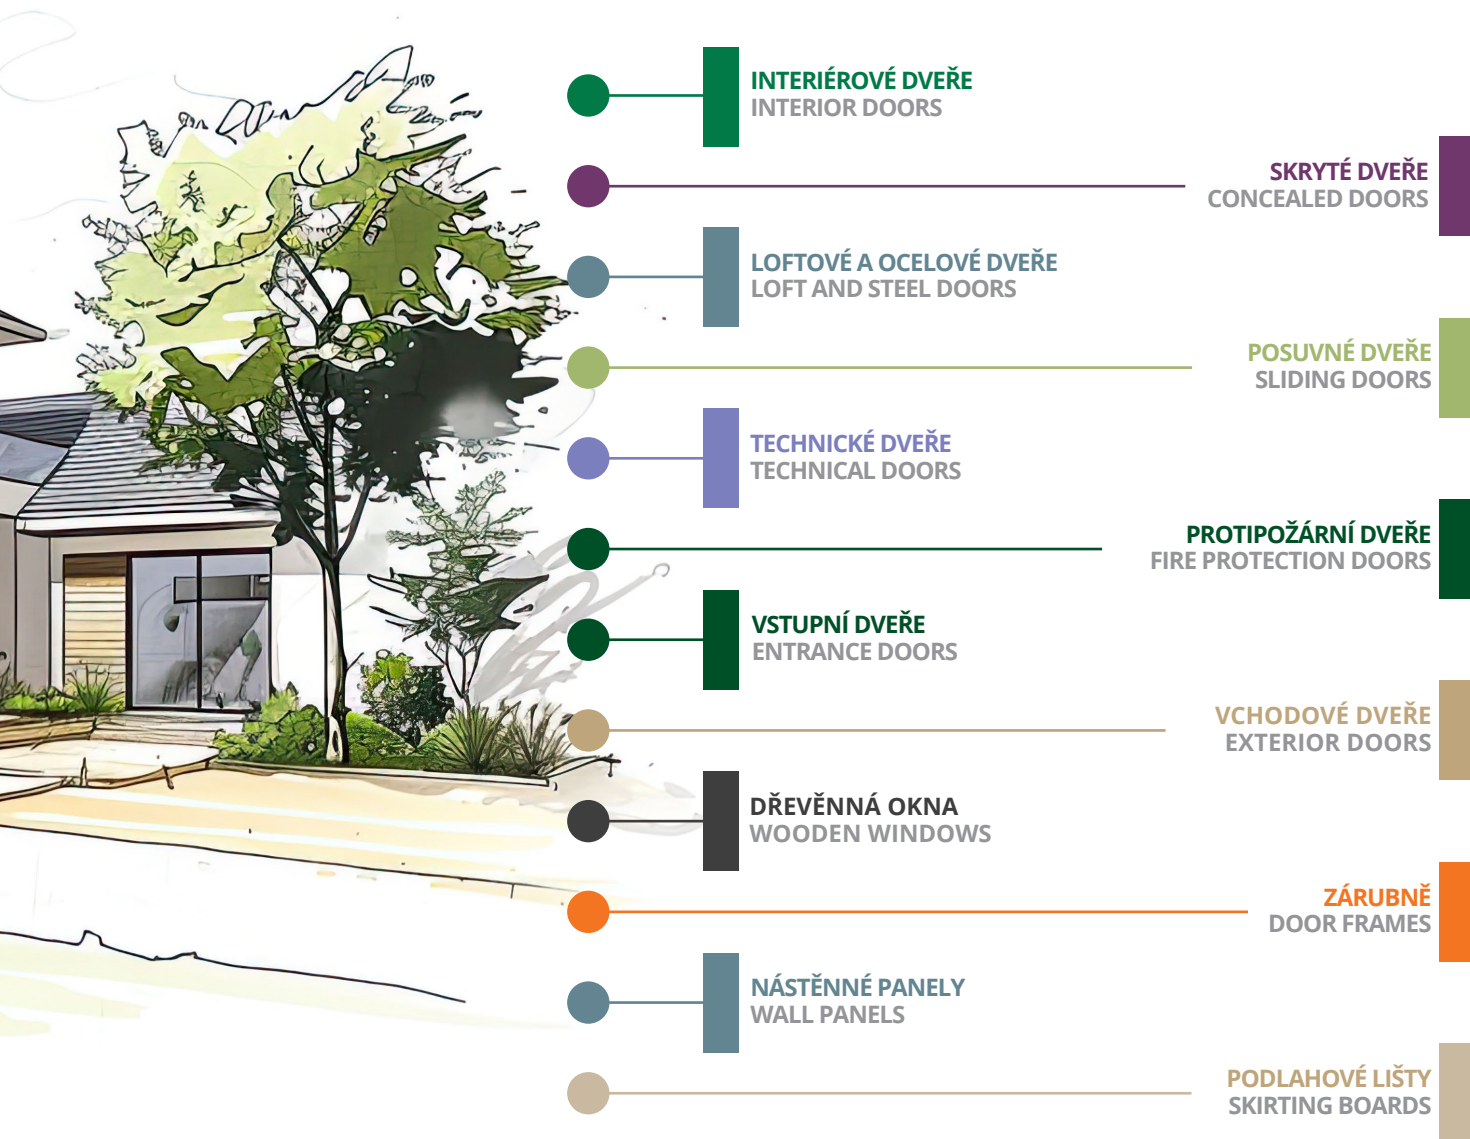 INTERIÉROVÉ DVEŘE
INTERIOR DOORS
SKRYTÉ DVEŘE
CONCEALED DOORS
LOFTOVÉ A OCELOVÉ DVEŘE
LOFT AND STEEL DOORS
POSUVNÉ DVEŘE
SLIDING DOORS
TECHNICKÉ DVEŘE
TECHNICAL DOORS
PROTIPOŽÁRNÍ DVEŘE
FIRE PROTECTION DOORS
VSTUPNÍ DVEŘE
ENTRANCE DOORS
VCHODOVÉ DVEŘE
EXTERIOR DOORS
DŘEVĚNNÁ OKNA
WOODEN WINDOWS
ZÁRUBNĚ
DOOR FRAMES
NÁSTĚNNÉ PANELY
WALL PANELS
PODLAHOVÉ LIŠTY
SKIRTING BOARDS